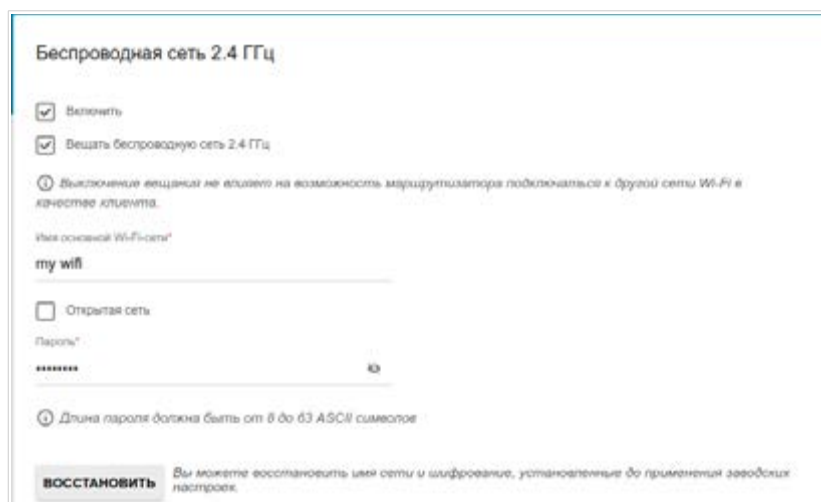 Беспроводная сеть 2.4 ГГц
Включить
Вещать беспроводную сеть 2.4 ГГц
Выключение вещания не влияет на возможность маршрутизатора подключаться к другой сети Wi-Fi в
качестве клиента.
Имя основной Wi-Fi-сети*
my wifi
Открытая сеть
Пароль*
••••••••
Длина пароля должна быть от 8 до 63 ASCII символов
ВОССТАНОВИТЬ Вы можете восстановить имя сети и шифрование, установленные до применения заводских
настроек.